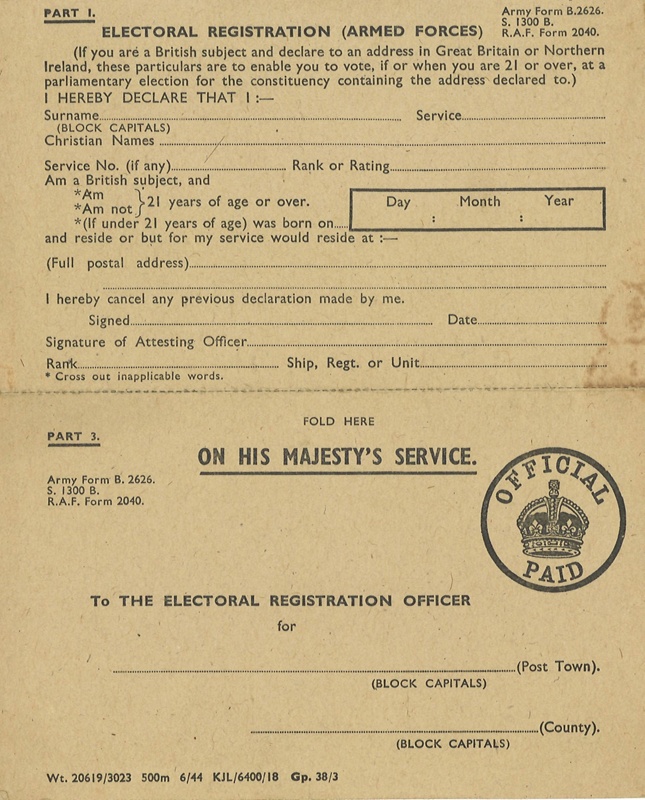 PART 1.
Army Form B.2626.
S. 1300 B.
R.A.F. Form 2040.
ELECTORAL REGISTRATION (ARMED FORCES)
(If you are a British subject and declare to an address in Great Britain or Northern
Ireland, these particulars are to enable you to vote, if or when you are 21 or over, at a
parliamentary election for the constituency containing the address declared to.)
I HEREBY DECLARE THAT I :—
Surname Service
(BLOCK CAPITALS)
Christian Names
Service No. (if any) Rank or Rating
Am a British subject, and
*Am
*Am not } 21 years of age or over.
*(If under 21 years of age) was born on
Day : Month : Year
and reside or but for my service would reside at :—
(Full postal address)
I hereby cancel any previous declaration made by me.
Signed Date
Signature of Attesting Officer
Rank Ship, Regt. or Unit
* Cross out inapplicable words.
FOLD HERE
PART 3.
ON HIS MAJESTY'S SERVICE.
Army Form B. 2626.
S. 1300 B.
R.A.F. Form 2040.
OFFICIAL
PAID
To THE ELECTORAL REGISTRATION OFFICER
for
(Post Town).
(BLOCK CAPITALS)
(County).
(BLOCK CAPITALS)
Wt. 20619/3023 500m 6/44 KJL/6400/18 Gp. 38/3